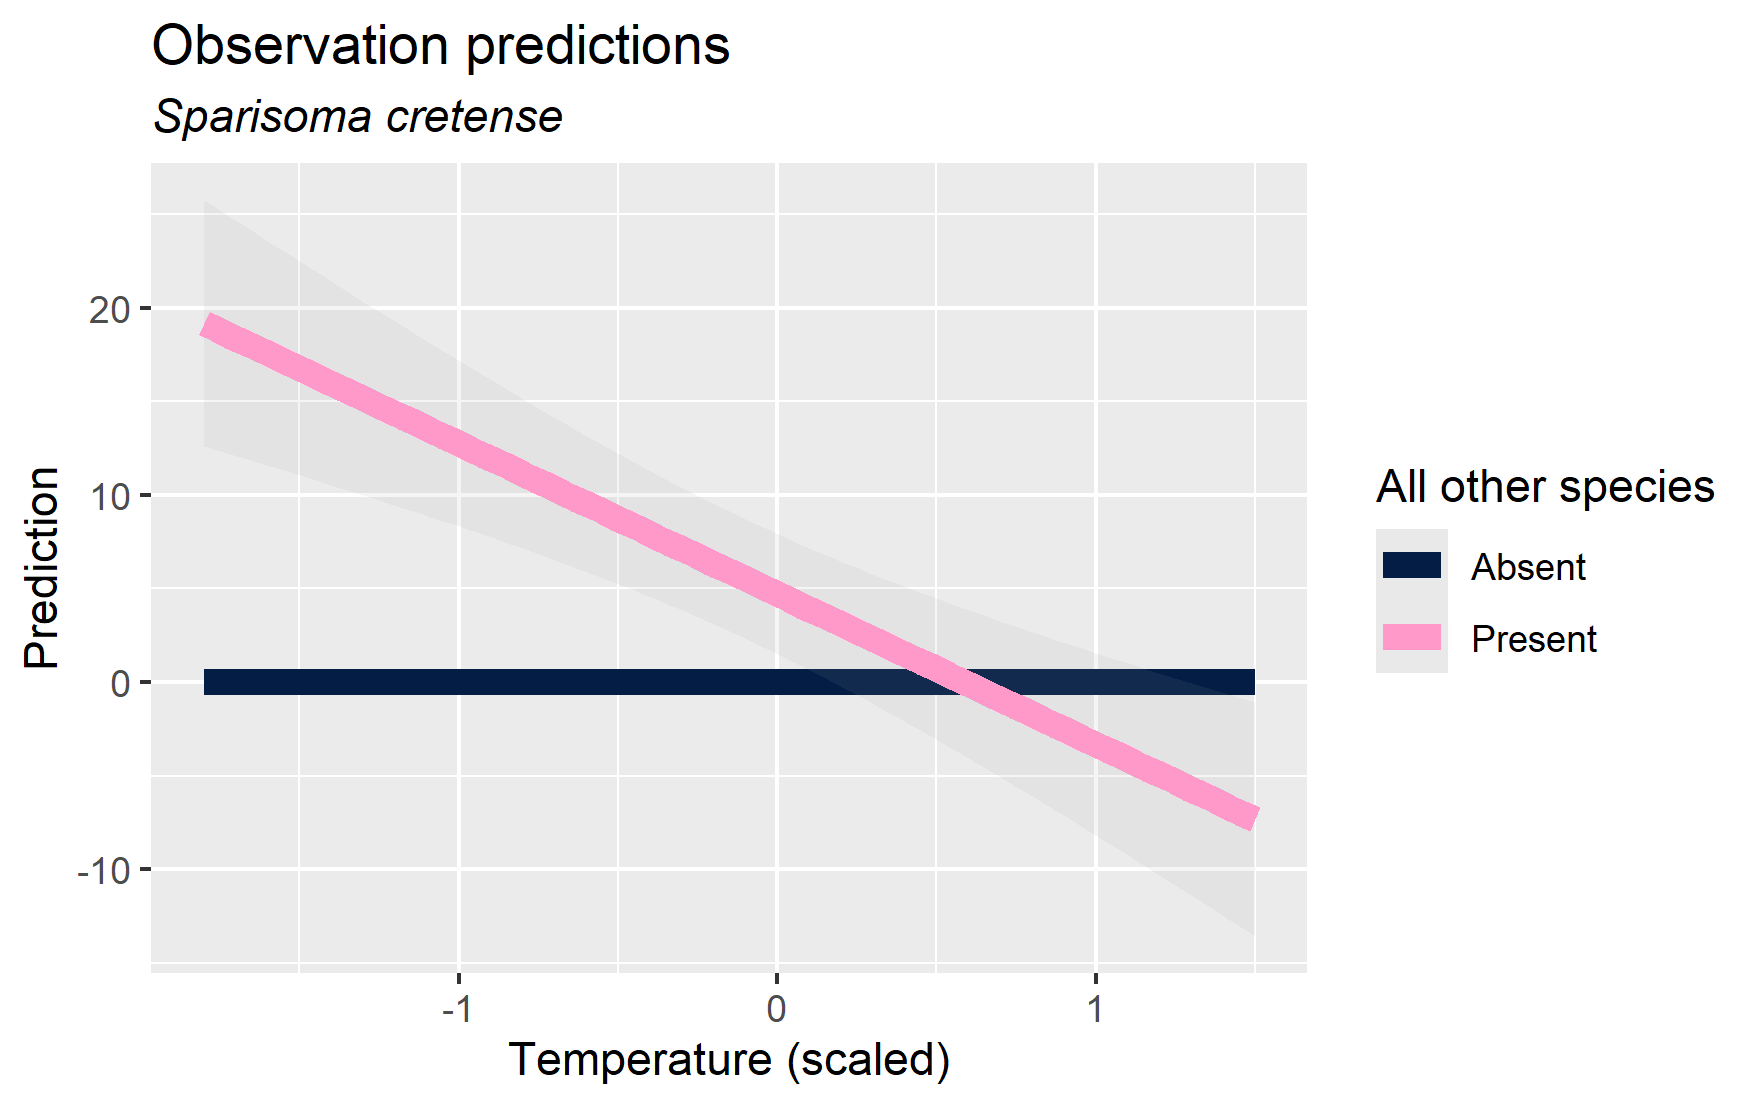 Observation predictions
Sparisoma cretense
Prediction
20
10
0
-10
-1
0
1
Temperature (scaled)
All other species
Absent
Present